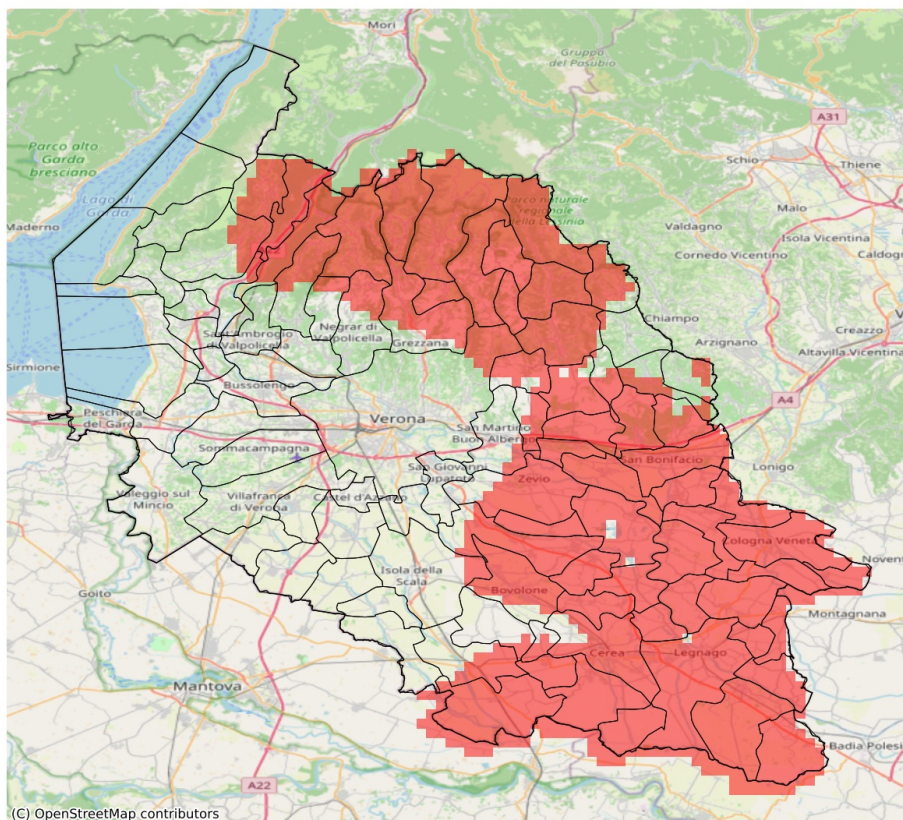 Mori
Gruppo
del Pasubio
A31
Parco alto
Garda
bresciano
Schio
Thiene
Lago di
Garda
Parco naturale
regionale
della Lessinia
Malo
Maderno
Valdagno
Isola Vicentina
Cornedo Vicentino
Caldog
Chiampo
Sant'Ambrogio
di Valpolicella
Negrar di
Valpolicella
Grezzana
Arzignano
Creazzo
Altavilla Vicentina
Sirmione
Bussolengo
A4
Peschiera
del Garda
Verona
San Martino
Buon Albergo
Sommacampagna
San Giovanni
Lupatoto
San Bonifacio
Lonigo
Zevio
Valeggio sul
Mincio
Villafranca
di Verona
Castel d'Azzano
Cologna Veneta
Novent
Isola della
Scala
Goito
Bovolone
Montagnana
Cerea
Legnago
Mantova
Badia Polesi
A22
(C) OpenStreetMap contributors